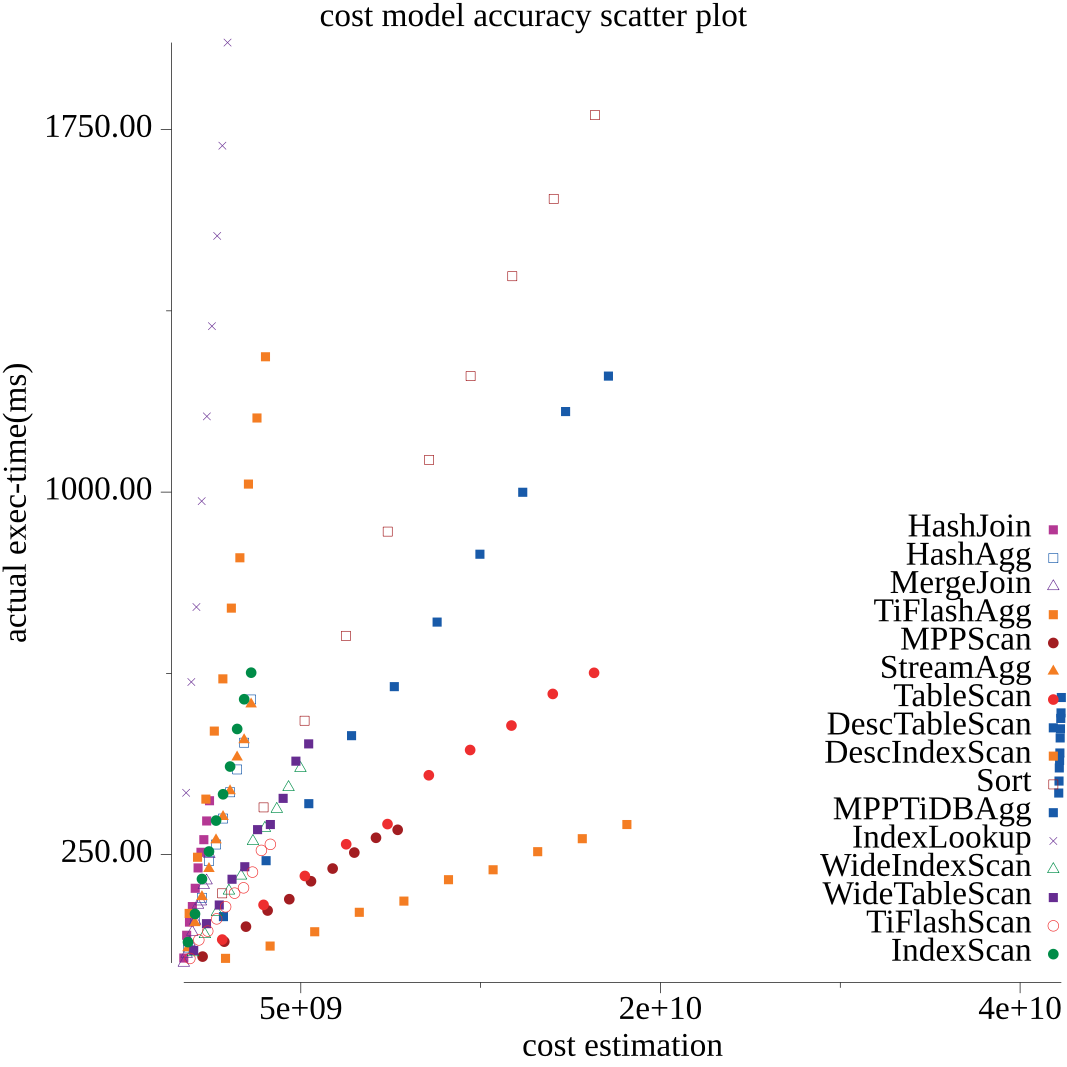 cost model accuracy scatter plot
1750.00
1000.00
250.00
actual exec-time(ms)
HashJoin
HashAgg
MergeJoin
TiFlashAgg
MPPScan
StreamAgg
TableScan
DescTableScan
DescIndexScan
Sort
MPPTiDBAgg
IndexLookup
WideIndexScan
WideTableScan
TiFlashScan
IndexScan
5e+09
2e+10
4e+10
cost estimation